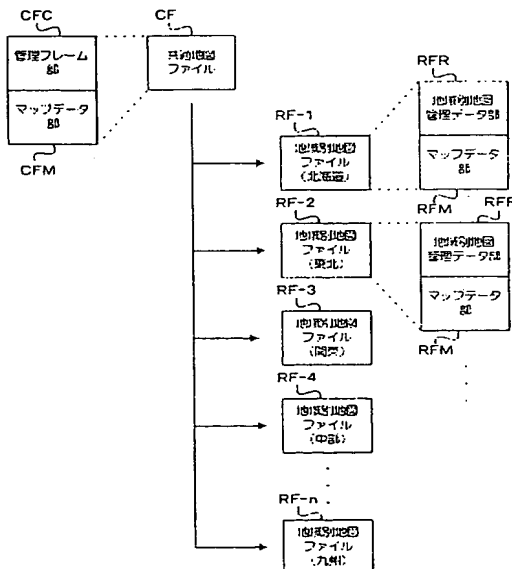 CFC
CF
管理フレーム
部
マップデータ
部
CFM
共通地図
ファイル
RFR
地域別地図
管理データ部
マップデータ
部
RFM
RF-1
地域別地図
ファイル
(北海道)
RF-2
地域別地図
ファイル
(東北)
RFR
地域別地図
管理データ部
マップデータ
部
RFM
RF-3
地域別地図
ファイル
(関東)
RF-4
地域別地図
ファイル
(中部)
RF-n
地域別地図
ファイル
(九州)